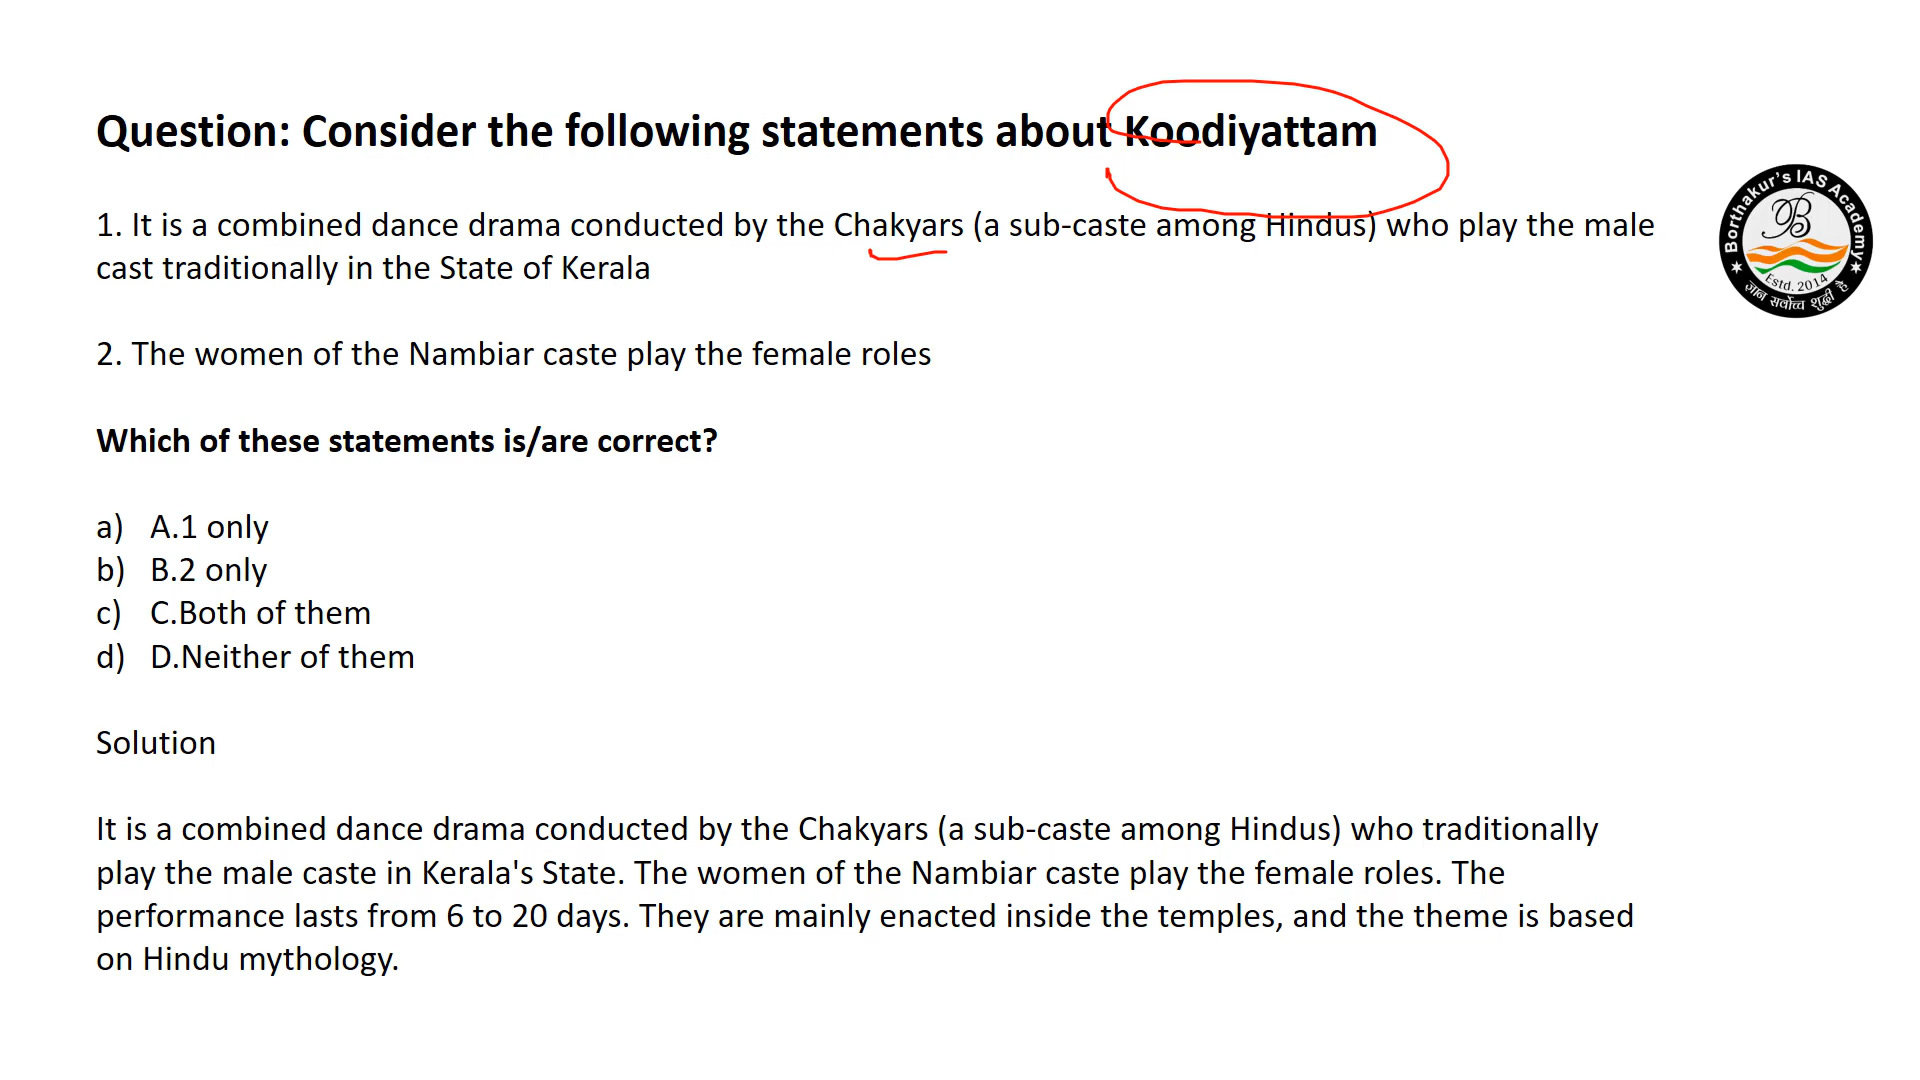 Question: Consider the following statements about Koodiyattam
1. It is a combined dance drama conducted by the Chakyars (a sub-caste among Hindus) who play the male
cast traditionally in the State of Kerala
2. The women of the Nambiar caste play the female roles
Which of these statements is/are correct?
a) A.1 only
b) B.2 only
c) C.Both of them
d) D.Neither of them
Solution
It is a combined dance drama conducted by the Chakyars (a sub-caste among Hindus) who traditionally
play the male caste in Kerala's State. The women of the Nambiar caste play the female roles. The
performance lasts from 6 to 20 days. They are mainly enacted inside the temples, and the theme is based
on Hindu mythology.
Borthakur's IAS Academy
B
Estd. 2014
ज्ञान सर्वोच्च शुद्धी है